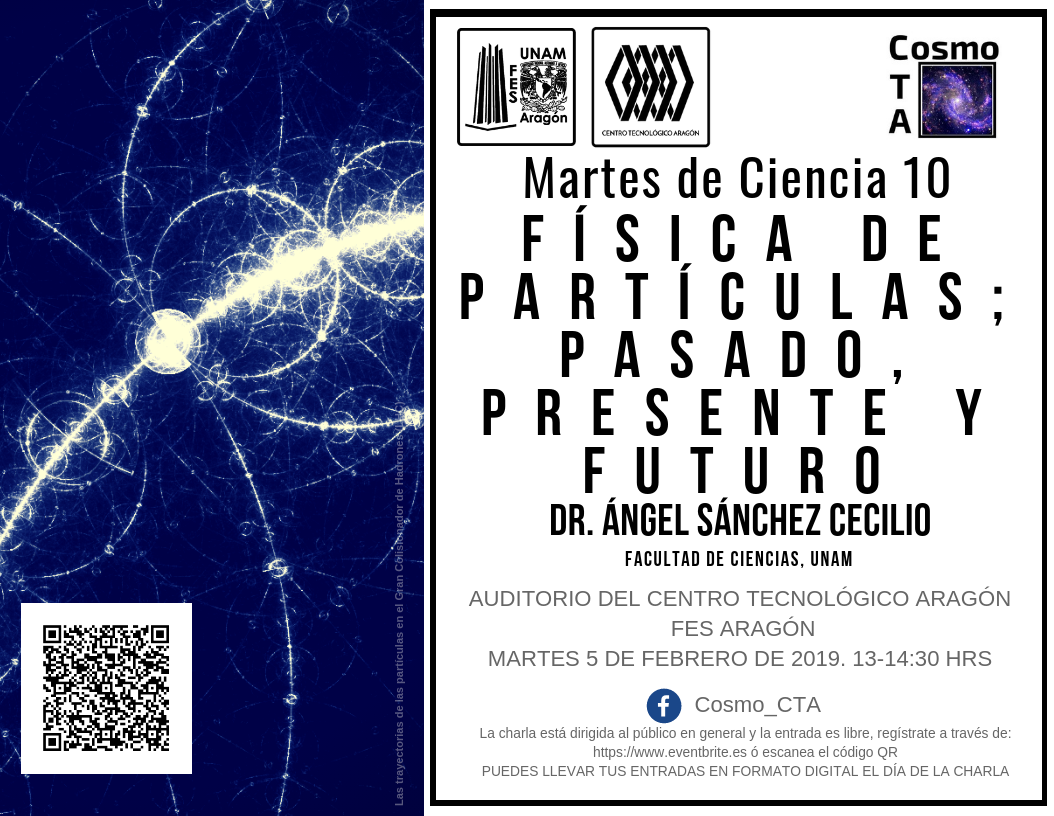 UNAM
FES
Aragón
CENTRO TECNOLÓGICO ARAGÓN
Cosmo
T
A
Martes de Ciencia 10
FÍSICA DE
PARTÍCULAS;
PASADO,
PRESENTE Y
FUTURO
DR. ÁNGEL SÁNCHEZ CECILIO
FACULTAD DE CIENCIAS, UNAM
AUDITORIO DEL CENTRO TECNOLÓGICO ARAGÓN
FES ARAGÓN
MARTES 5 DE FEBRERO DE 2019. 13-14:30 HRS
Cosmo_CTA
La charla está dirigida al público en general y la entrada es libre, regístrate a través de:
https://www.eventbrite.es ó escanea el código QR
PUEDES LLEVAR TUS ENTRADAS EN FORMATO DIGITAL EL DÍA DE LA CHARLA
Las trayectorias de las partículas en el Gran Colisionador de Hadrones